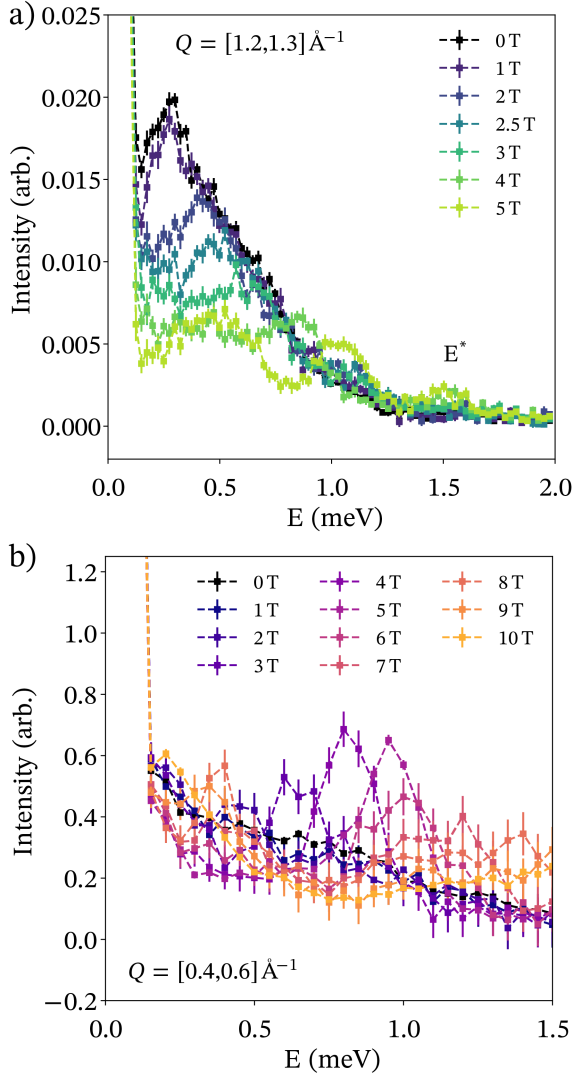 a)
0.025
0.020
0.015
0.010
0.005
0.000
Intensity (arb.)
Q = [1.2,1.3] Å⁻¹
0 T
1 T
2 T
2.5 T
3 T
4 T
5 T
E*
0.0 0.5 1.0 1.5 2.0
E (meV)
b)
1.2
1.0
0.8
0.6
0.4
0.2
0.0
−0.2
Intensity (arb.)
0 T 4 T 8 T
1 T 5 T 9 T
2 T 6 T 10 T
3 T 7 T
Q = [0.4,0.6] Å⁻¹
0.0 0.5 1.0 1.5
E (meV)